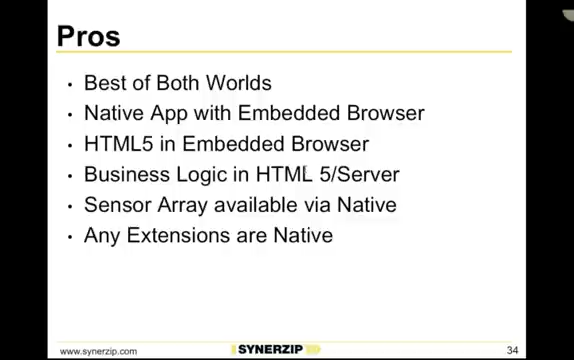 Pros
• Best of Both Worlds
• Native App with Embedded Browser
• HTML5 in Embedded Browser
• Business Logic in HTML 5/Server
• Sensor Array available via Native
• Any Extensions are Native
www.synerzip.com
SYNERZIP
34